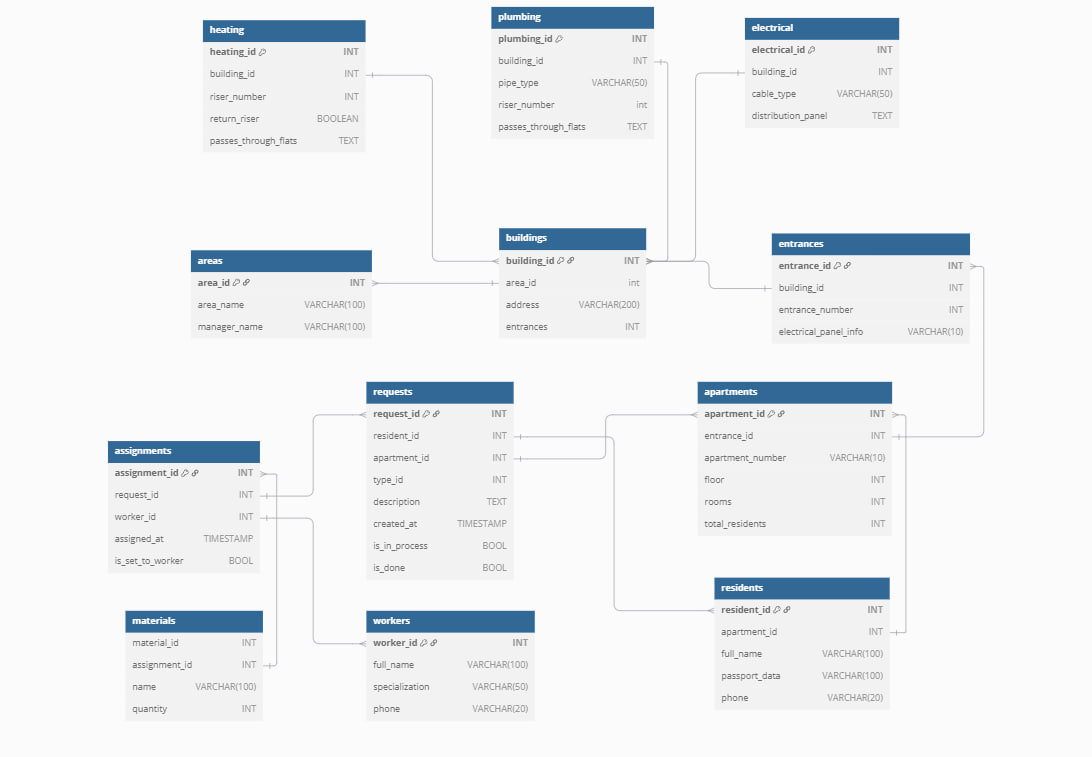 heating
heating_id INT
building_id INT
riser_number INT
return_riser BOOLEAN
passes_through_flats TEXT
plumbing
plumbing_id INT
building_id INT
pipe_type VARCHAR(50)
riser_number int
passes_through_flats TEXT
electrical
electrical_id INT
building_id INT
cable_type VARCHAR(50)
distribution_panel TEXT
areas
area_id INT
area_name VARCHAR(100)
manager_name VARCHAR(100)
buildings
building_id INT
area_id int
address VARCHAR(200)
entrances INT
entrances
entrance_id INT
building_id INT
entrance_number INT
electrical_panel_info VARCHAR(10)
assignments
assignment_id INT
request_id INT
worker_id INT
assigned_at TIMESTAMP
is_set_to_worker BOOL
requests
request_id INT
resident_id INT
apartment_id INT
type_id INT
description TEXT
created_at TIMESTAMP
is_in_process BOOL
is_done BOOL
apartments
apartment_id INT
entrance_id INT
apartment_number VARCHAR(10)
floor INT
rooms INT
total_residents INT
materials
material_id INT
assignment_id INT
name VARCHAR(100)
quantity INT
workers
worker_id INT
full_name VARCHAR(100)
specialization VARCHAR(50)
phone VARCHAR(20)
residents
resident_id INT
apartment_id INT
full_name VARCHAR(100)
passport_data VARCHAR(100)
phone VARCHAR(20)